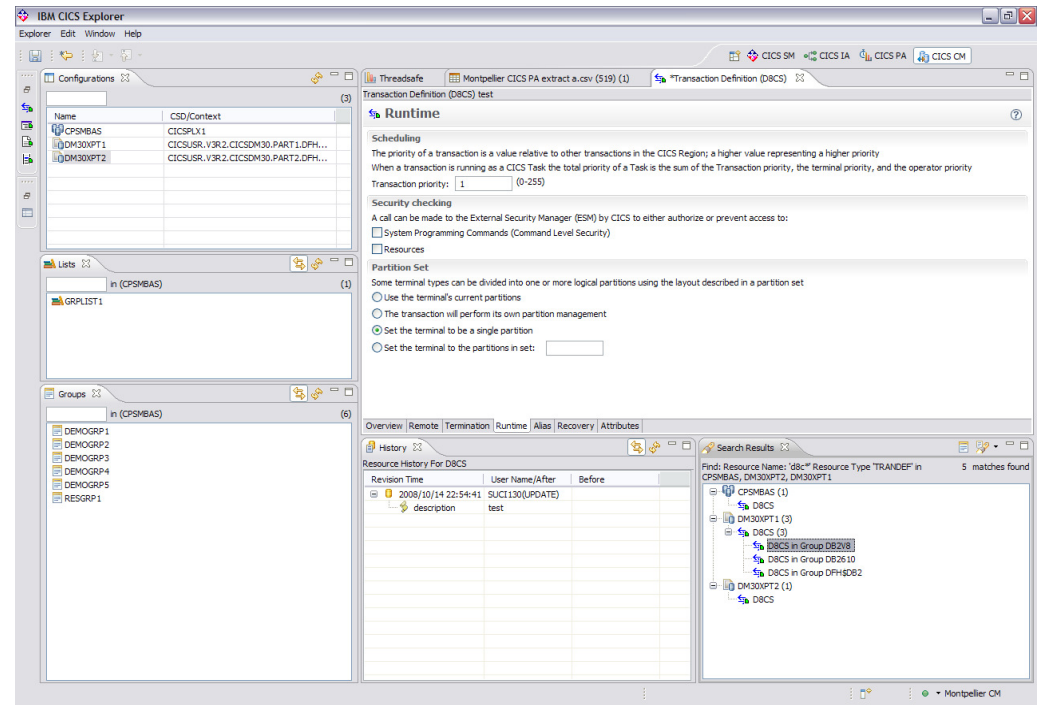 IBM CICS Explorer
Explorer Edit Window Help
CICS SM CICS IA CICS PA CICS CM
Configurations
(3)
Name CSD/Context
CPSMBAS CICSPLX1
DM30XPT1 CICSUSR.V3R2.CICSDM30.PART1.DFH...
DM30XPT2 CICSUSR.V3R2.CICSDM30.PART2.DFH...
Lists
in (CPSMBAS) (1)
GRPLIST1
Groups
in (CPSMBAS) (6)
DEMOGRP1
DEMOGRP2
DEMOGRP3
DEMOGRP4
DEMOGRP5
RESGRP1
Threadsafe Montpellier CICS PA extract a.csv (519) (1) *Transaction Definition (D8CS)
Transaction Definition (D8CS) test
Runtime
Scheduling
The priority of a transaction is a value relative to other transactions in the CICS Region; a higher value representing a higher priority
When a transaction is running as a CICS Task the total priority of a Task is the sum of the Transaction priority, the terminal priority, and the operator priority
Transaction priority: 1 (0-255)
Security checking
A call can be made to the External Security Manager (ESM) by CICS to either authorize or prevent access to:
System Programming Commands (Command Level Security)
Resources
Partition Set
Some terminal types can be divided into one or more logical partitions using the layout described in a partition set
Use the terminal's current partitions
The transaction will perform its own partition management
Set the terminal to be a single partition
Set the terminal to the partitions in set:
Overview Remote Termination Runtime Alias Recovery Attributes
History
Resource History For D8CS
Revision Time User Name/After Before
2008/10/14 22:54:41 SUCI130(UPDATE)
description test
Search Results
Find: Resource Name: 'd8c*' Resource Type 'TRANDEF' in 5 matches found
CPSMBAS, DM30XPT2, DM30XPT1
CPSMBAS (1)
D8CS
DM30XPT1 (3)
D8CS (3)
D8CS in Group DB2V8
D8CS in Group DB2610
D8CS in Group DFH$DB2
DM30XPT2 (1)
D8CS
Montpellier CM